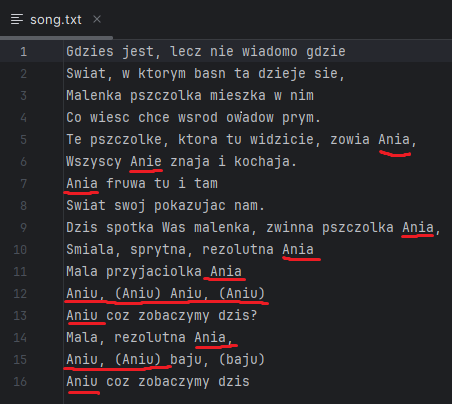 song.txt
1 Gdzies jest, lecz nie wiadomo gdzie
2 Swiat, w ktorym basn ta dzieje sie,
3 Malenka pszczolka mieszka w nim
4 Co wiesc chce wsrod owadow prym.
5 Te pszczolke, ktora tu widzicie, zowia Ania,
6 Wszyscy Anie znaja i kochaja.
7 Ania fruwa tu i tam
8 Swiat swoj pokazujac nam.
9 Dzis spotka Was malenka, zwinna pszczolka Ania,
10 Smiala, sprytna, rezolutna Ania
11 Mala przyjaciolka Ania
12 Aniu, (Aniu) Aniu, (Aniu)
13 Aniu coz zobaczymy dzis?
14 Mala, rezolutna Ania,
15 Aniu, (Aniu) baju, (baju)
16 Aniu coz zobaczymy dzis